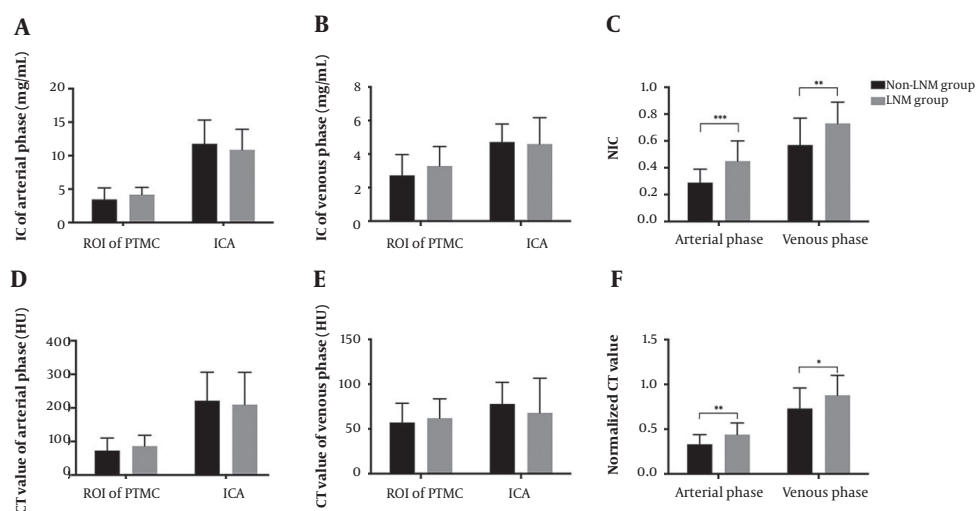 A
B
C
IC of arterial phase (mg/mL)
20
15
10
5
0
ROI of PTMC
ICA
IC of venous phase (mg/mL)
8
6
4
2
0
ROI of PTMC
ICA
NIC
1.0
0.8
0.6
0.4
0.2
0.0
***
**
Arterial phase
Venous phase
Non-LNM group
LNM group
D
E
F
CT value of arterial phase (HU)
400
300
200
100
0
ROI of PTMC
ICA
CT value of venous phase (HU)
150
100
50
0
ROI of PTMC
ICA
Normalized CT value
1.5
1.0
0.5
0.0
**
*
Arterial phase
Venous phase